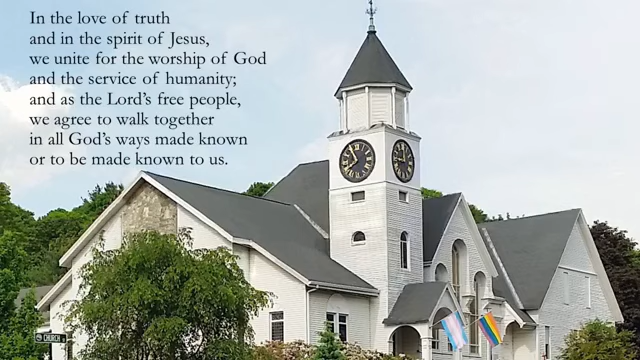 In the love of truth
and in the spirit of Jesus,
we unite for the worship of God
and the service of humanity;
and as the Lord’s free people,
we agree to walk together
in all God’s ways made known
or to be made known to us.
CHURCH